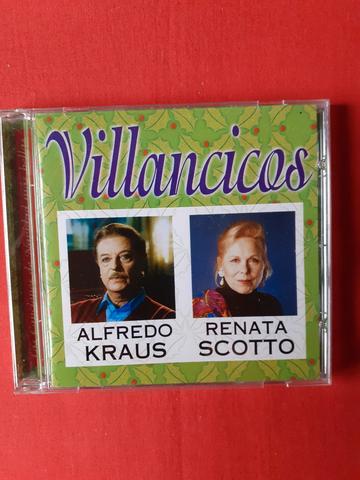 Villancicos
ALFREDO
KRAUS
RENATA
SCOTTO